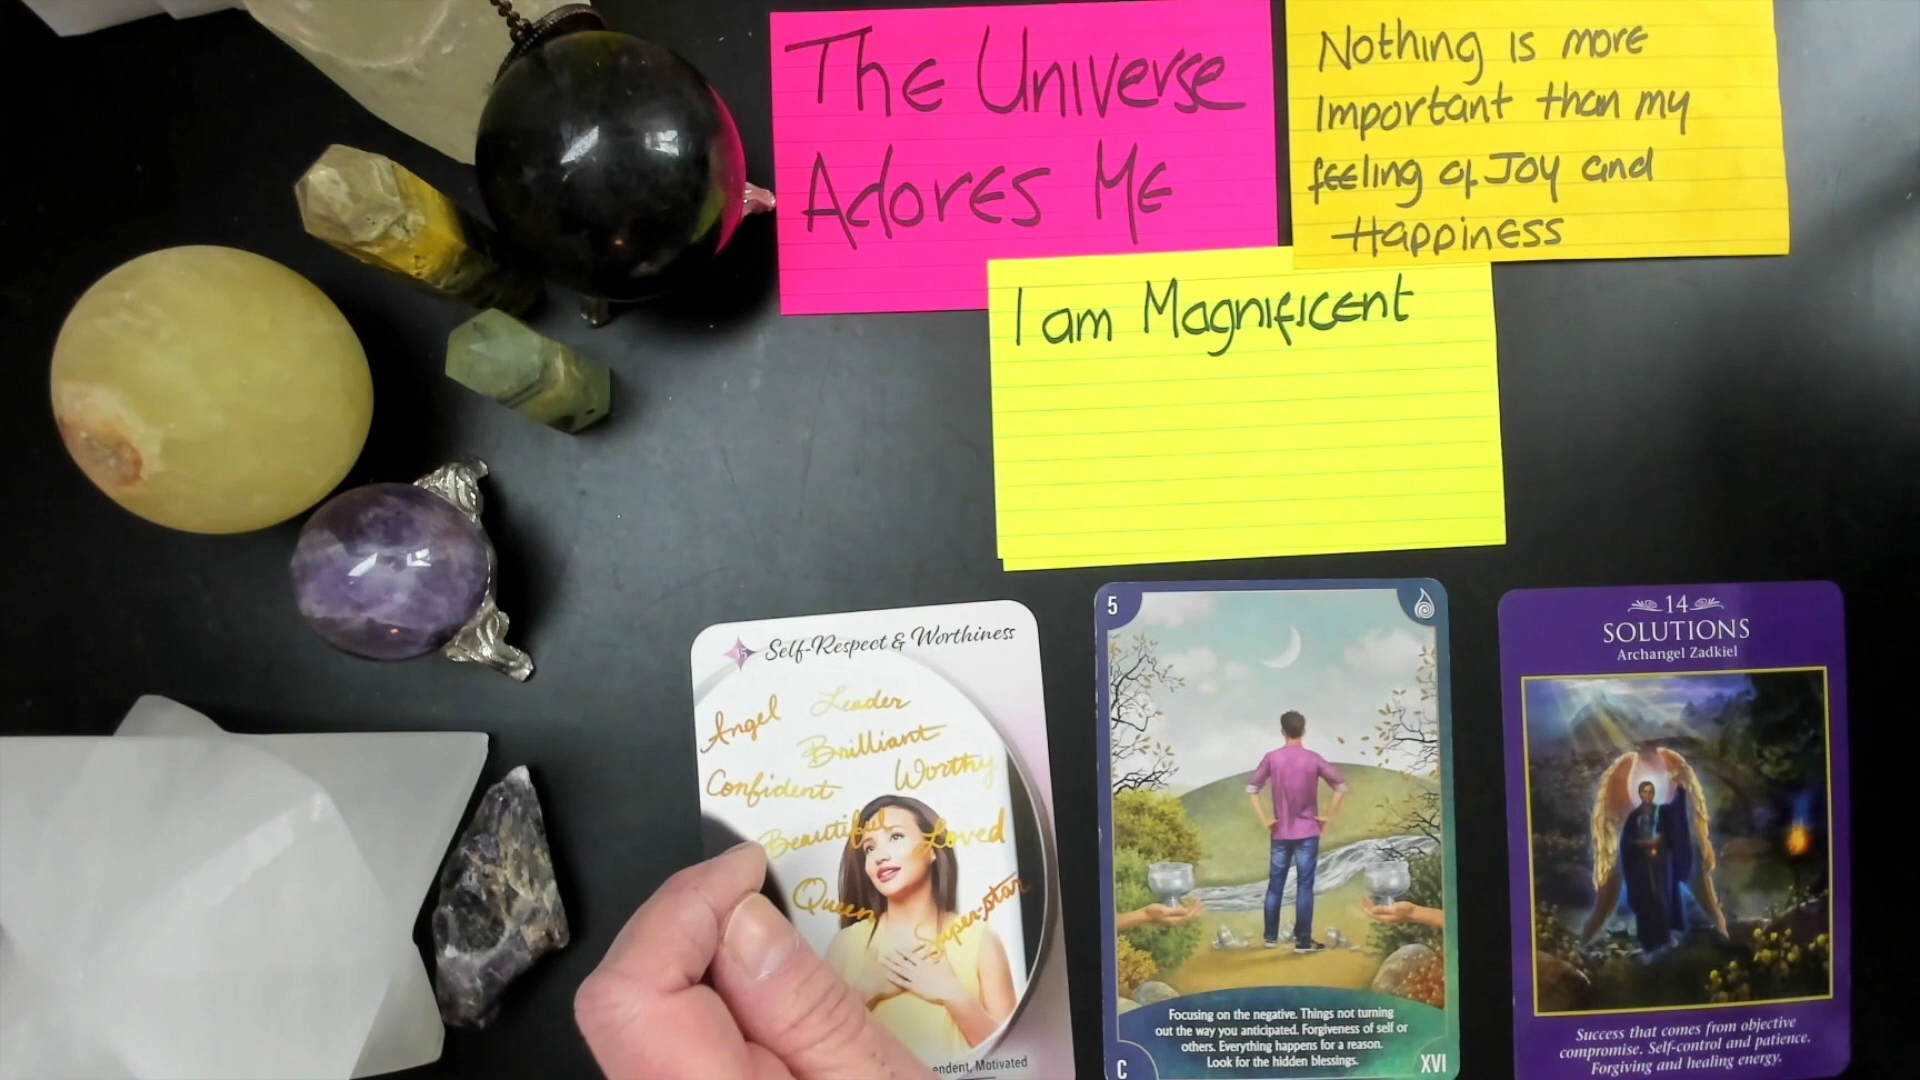 The Universe
Adores Me
Nothing is more
Important than my
feeling of Joy and
Happiness
I am Magnificent
Self-Respect & Worthiness
Angel Leader
Brilliant
Confident Worthy
Beautiful Loved
Queen Super-star
Motivated
5
Focusing on the negative. Things not turning
out the way you anticipated. Forgiveness of self or
others. Everything happens for a reason.
Look for the hidden blessings.
C XVI
14
SOLUTIONS
Archangel Zadkiel
Success that comes from objective
compromise. Self-control and patience.
Forgiving and healing energy.